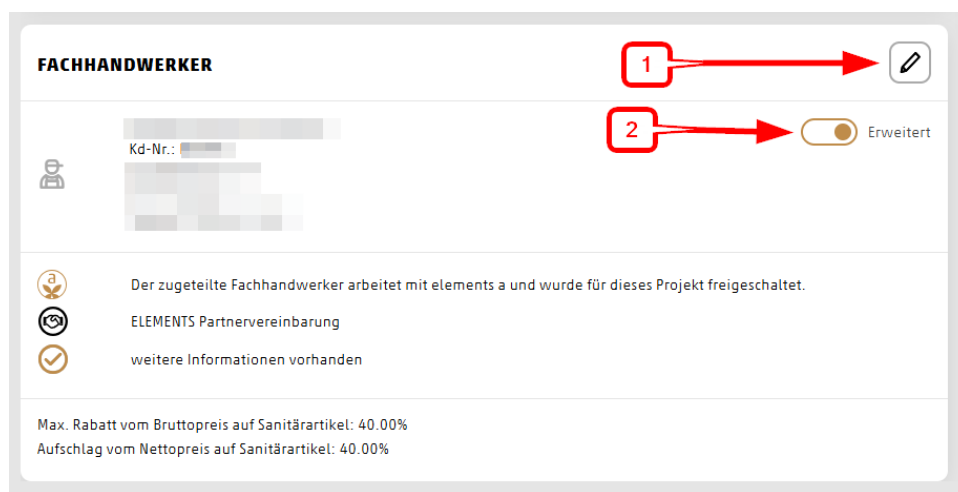 FACHHANDWERKER
1
2
Erweitert
Kd-Nr.:
a
Der zugeteilte Fachhandwerker arbeitet mit elements a und wurde für dieses Projekt freigeschaltet.
ELEMENTS Partnervereinbarung
weitere Informationen vorhanden
Max. Rabatt vom Bruttopreis auf Sanitärartikel: 40.00%
Aufschlag vom Nettopreis auf Sanitärartikel: 40.00%